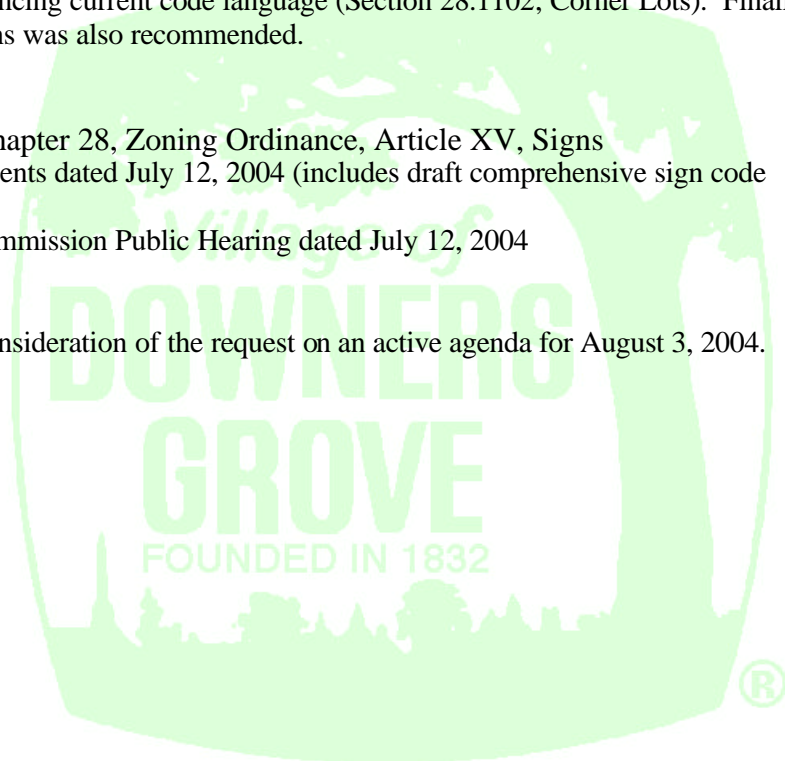 ncing current code language (Section 28.1102, Corner Lots). Final
ns was also recommended.
hapter 28, Zoning Ordinance, Article XV, Signs
ents dated July 12, 2004 (includes draft comprehensive sign code
mmission Public Hearing dated July 12, 2004
nsideration of the request on an active agenda for August 3, 2004.
Village of
DOWNERS
GROVE
FOUNDED IN 1832
®